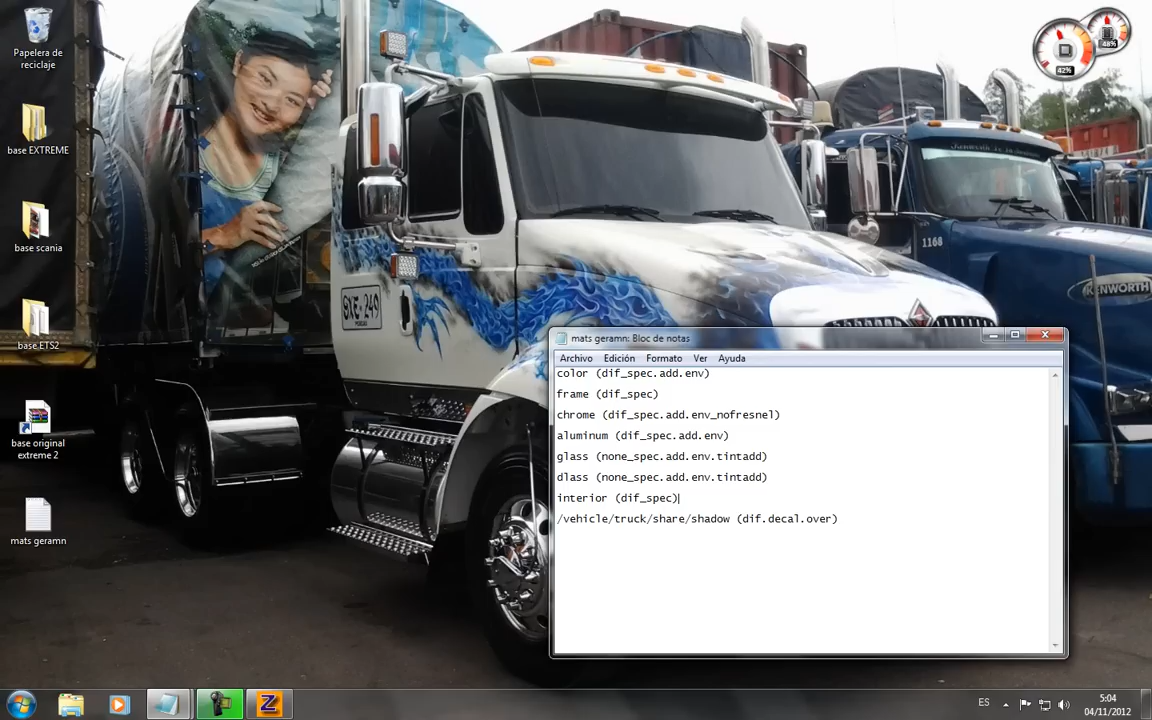 Papelera de
reciclaje
base EXTREME
base scania
base ETS2
base original
extreme 2
mats geramn
48%
42%
1168
KENWORTH
mats geramn: Bloc de notas
Archivo Edición Formato Ver Ayuda
color (dif_spec.add.env)
frame (dif_spec)
chrome (dif_spec.add.env_nofresnel)
aluminum (dif_spec.add.env)
glass (none_spec.add.env.tintadd)
dlass (none_spec.add.env.tintadd)
interior (dif_spec)
/vehicle/truck/share/shadow (dif.decal.over)
ES
5:04
04/11/2012